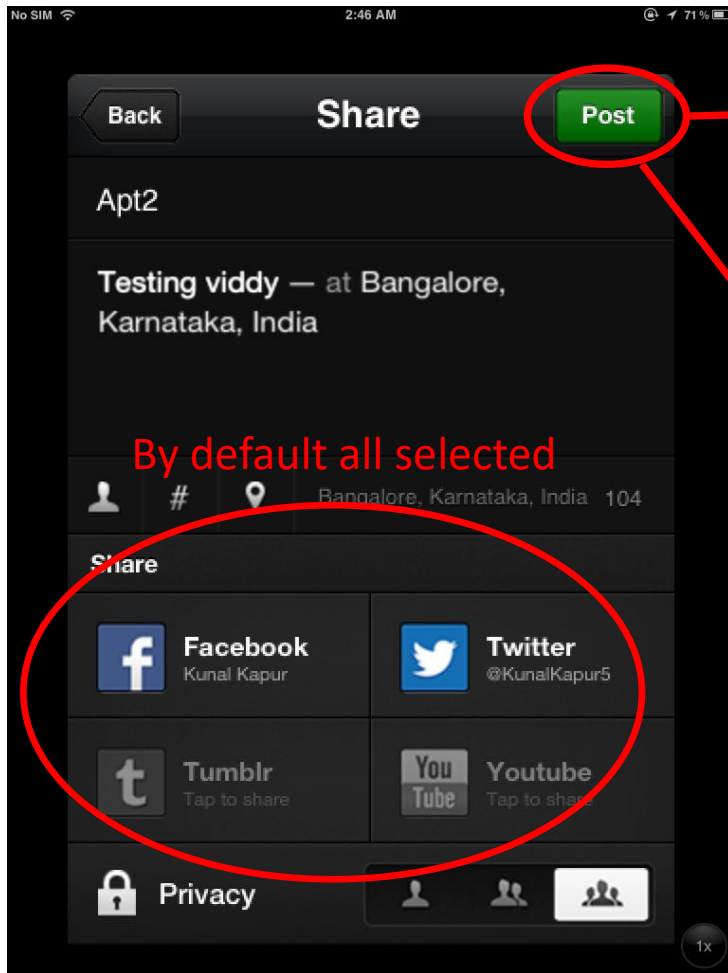 No SIM 2:46 AM 71%
Back Share Post
Apt2
Testing viddy — at Bangalore,
Karnataka, India
By default all selected
# Bangalore, Karnataka, India 104
Share
f Facebook
Kunal Kapur
Twitter
@KunalKapur5
t Tumblr
Tap to share
You
Tube
Youtube
Tap to share
Privacy
1x